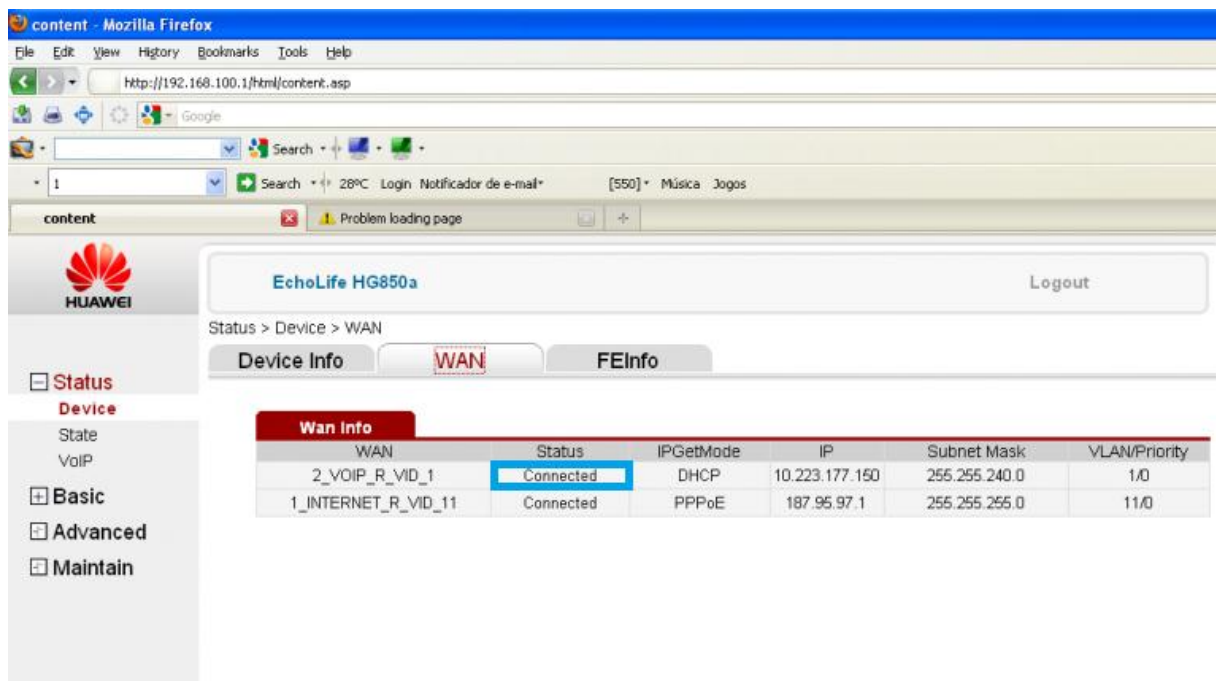 content - Mozilla Firefox
File Edit View History Bookmarks Tools Help
http://192.168.100.1/html/content.asp
Google
Search
1 Search 28ºC Login Notificador de e-mail [550] Música Jogos
content Problem loading page
HUAWEI
EchoLife HG850a Logout
Status > Device > WAN
Device Info WAN FEInfo
Status
Device
State
VoIP
Basic
Advanced
Maintain
Wan Info
WAN Status IPGetMode IP Subnet Mask VLAN/Priority
2_VOIP_R_VID_1 Connected DHCP 10.223.177.150 255.255.240.0 1/0
1_INTERNET_R_VID_11 Connected PPPoE 187.95.97.1 255.255.255.0 11/0